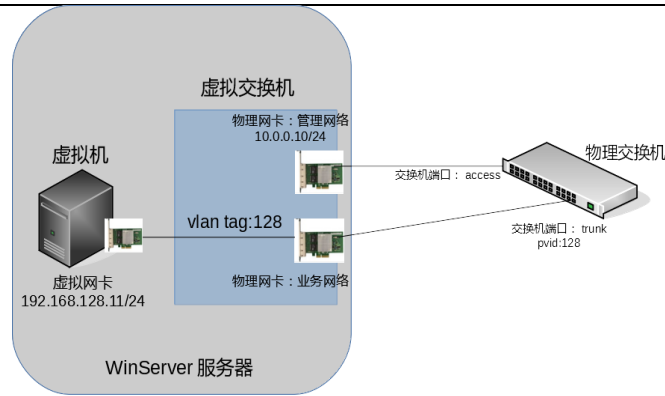 虚拟交换机
物理网卡：管理网络
10.0.0.10/24
虚拟机
物理交换机
交换机端口： access
vlan tag:128
交换机端口： trunk
pvid:128
虚拟网卡
192.168.128.11/24
物理网卡：业务网络
WinServer 服务器